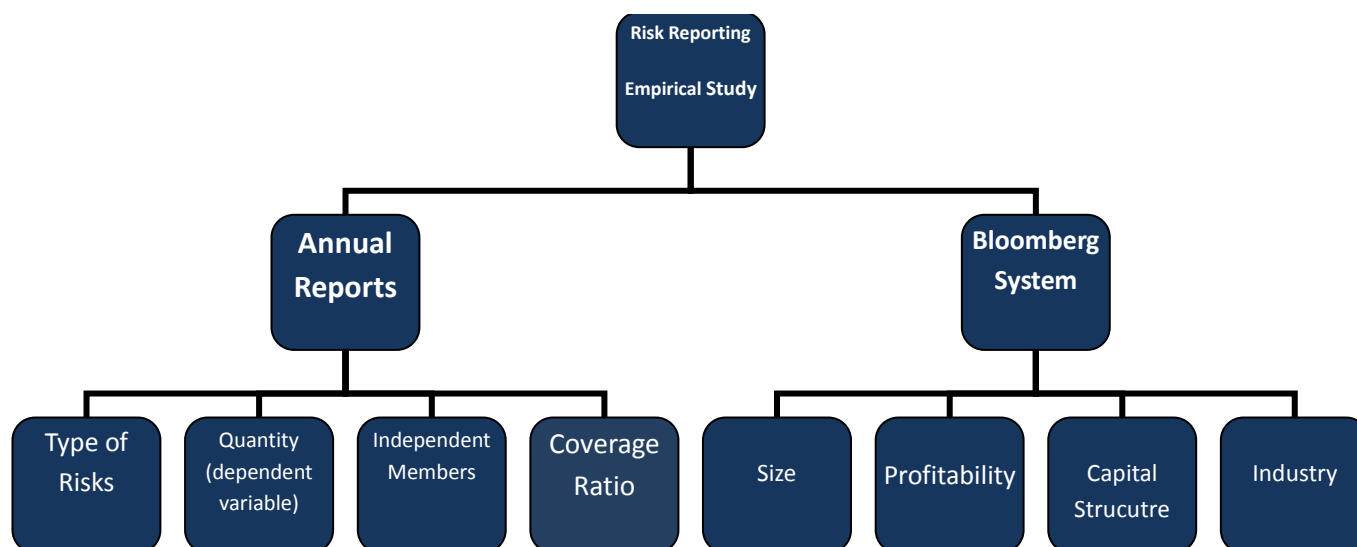 Risk Reporting
Empirical Study
Annual
Reports
Bloomberg
System
Type of
Risks
Quantity
(dependent
variable)
Independent
Members
Coverage
Ratio
Size
Profitability
Capital
Strucutre
Industry